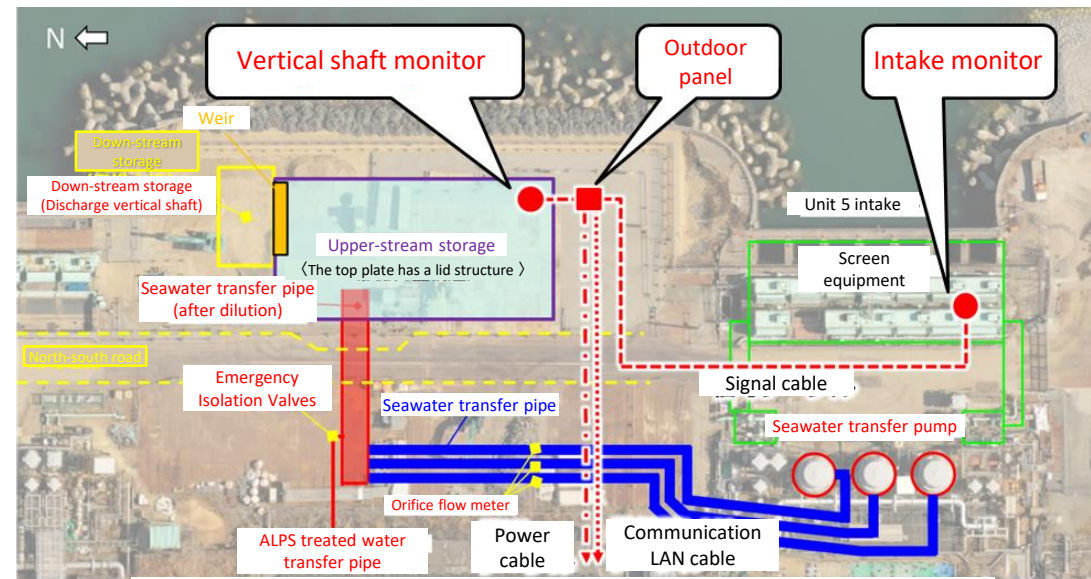 N
Vertical shaft monitor
Outdoor
panel
Intake monitor
Weir
Down-stream
storage
Down-stream storage
(Discharge vertical shaft)
Unit 5 intake
Upper-stream storage
〈The top plate has a lid structure 〉
Screen
equipment
Seawater transfer pipe
(after dilution)
North-south road
Emergency
Isolation Valves
Signal cable
Seawater transfer pipe
Seawater transfer pump
Orifice flow meter
ALPS treated water
transfer pipe
Power
cable
Communication
LAN cable